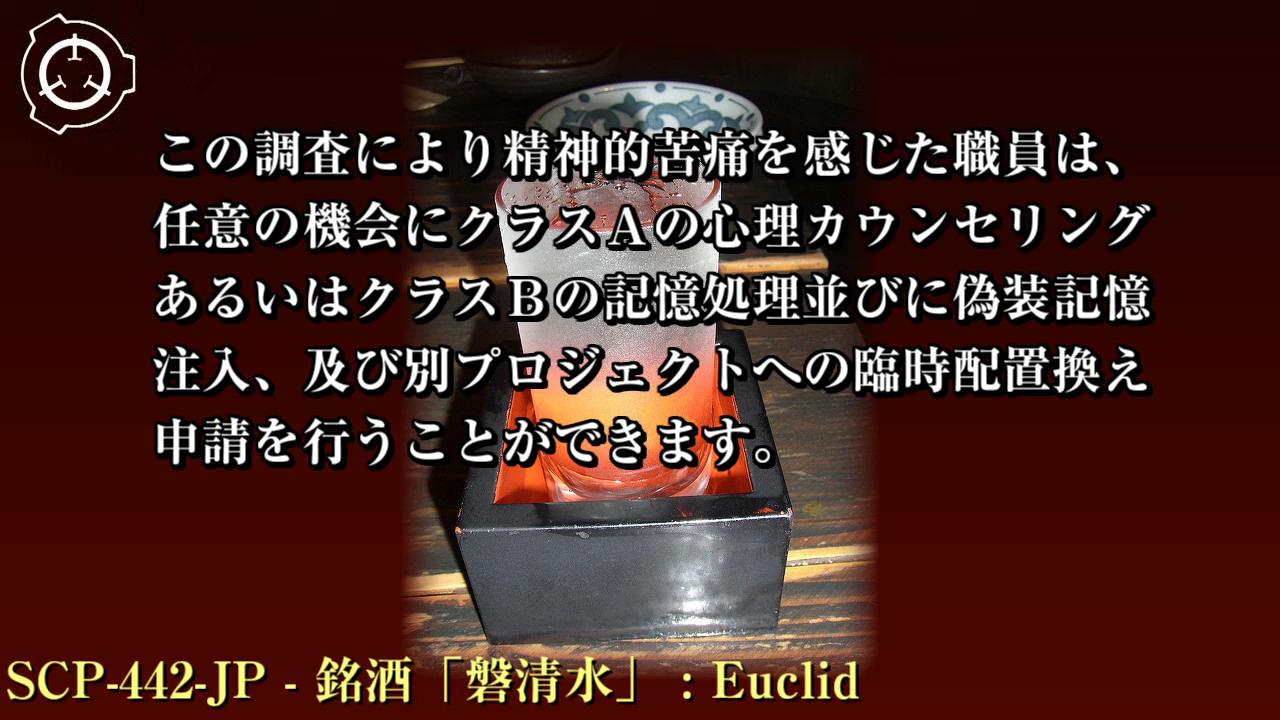 この調査により精神的苦痛を感じた職員は、
任意の機会にクラスＡの心理カウンセリング
あるいはクラスＢの記憶処理並びに偽装記憶
注入、及び別プロジェクトへの臨時配置換え
申請を行うことができます。
SCP-442-JP - 銘酒「磐清水」 : Euclid